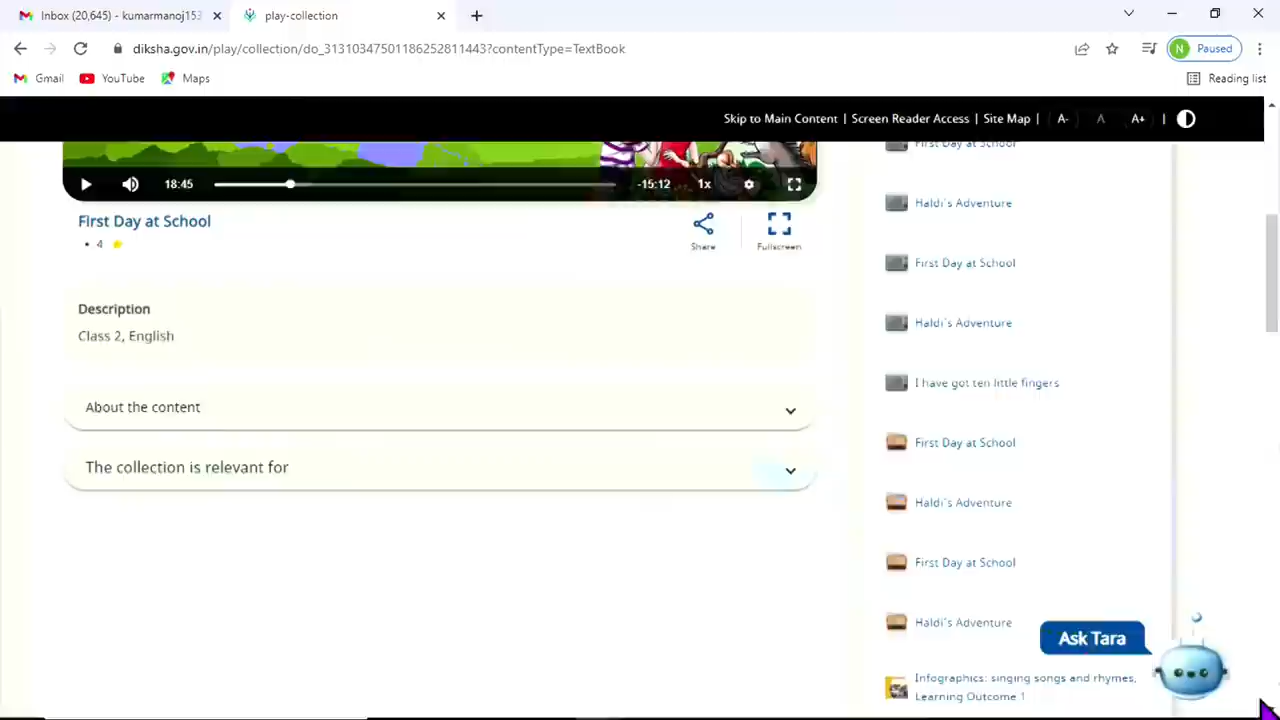 Inbox (20,645) - kumarmanoj153
play-collection
diksha.gov.in/play/collection/do_31310347501186252811443?contentType=TextBook
N Paused
Gmail YouTube Maps Reading list
Skip to Main Content | Screen Reader Access | Site Map | A- A A+ |
First Day at School
18:45 -15:12 1x
Haldi's Adventure
First Day at School
Share Fullscreen
4
First Day at School
Description
Class 2, English
Haldi's Adventure
I have got ten little fingers
About the content
First Day at School
The collection is relevant for
Haldi's Adventure
First Day at School
Haldi's Adventure
Ask Tara
Infographics: singing songs and rhymes,
Learning Outcome 1